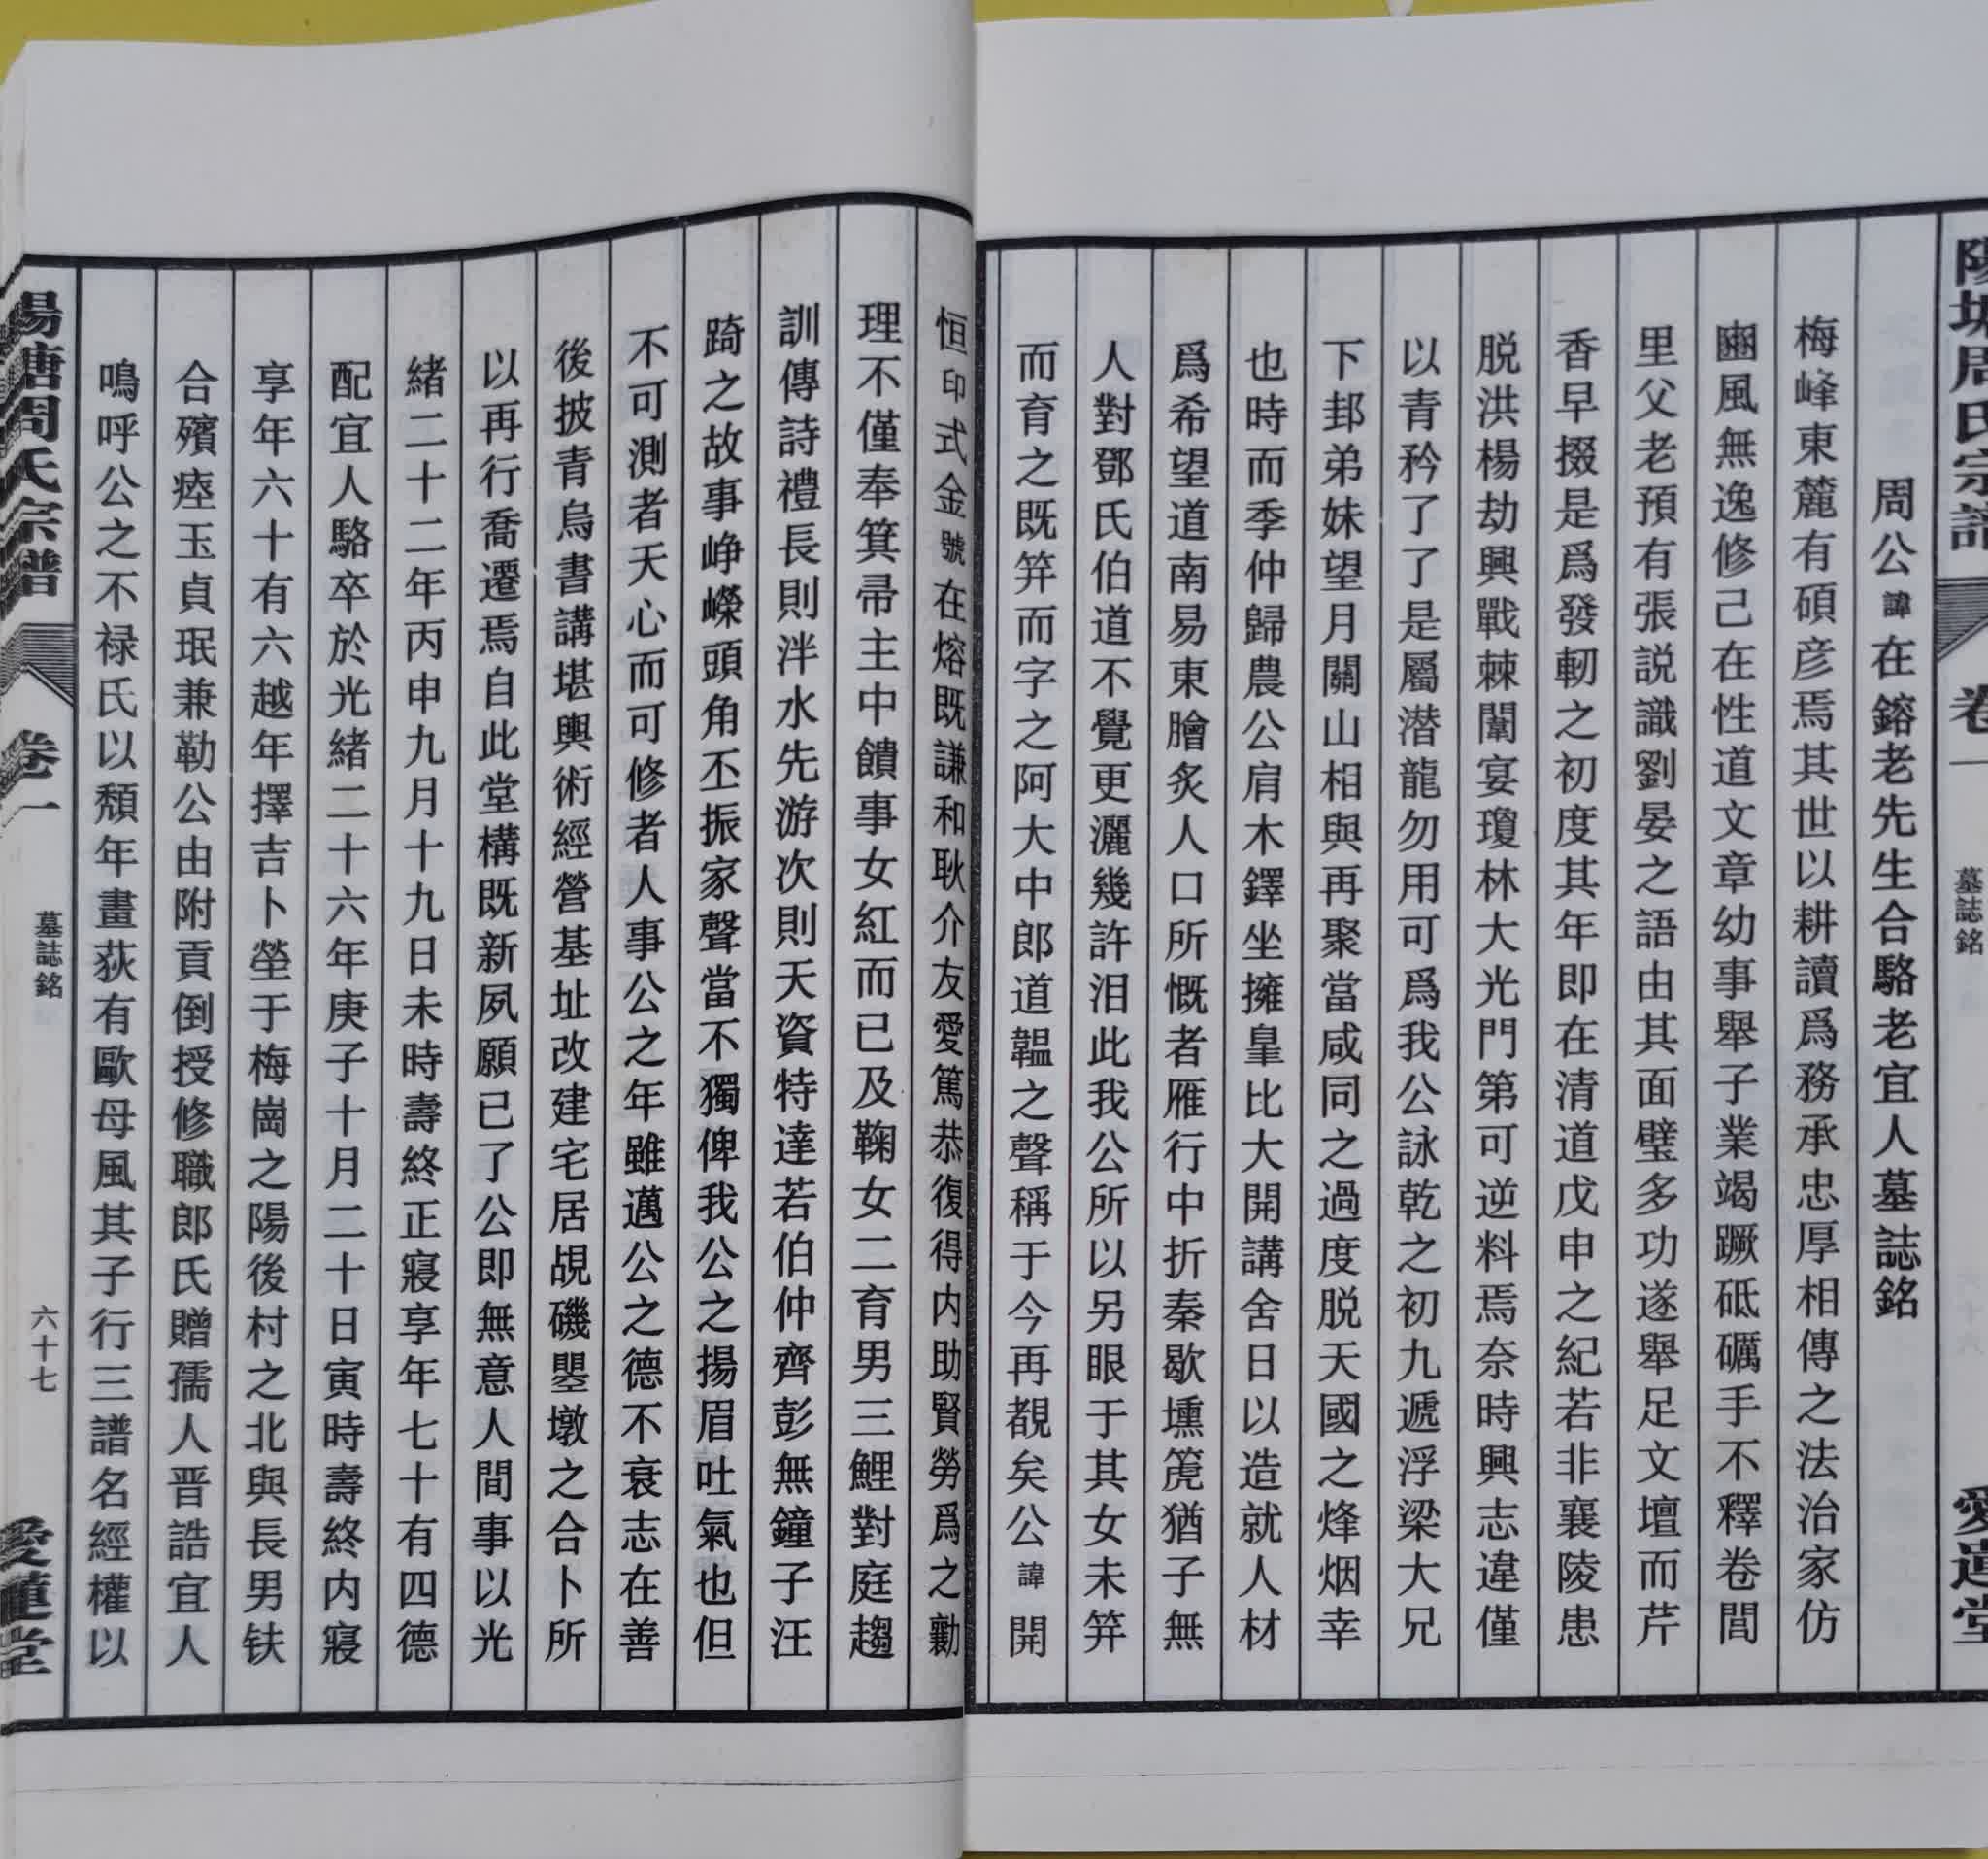 陽塘周氏宗譜 卷一 墓誌銘 愛蓮堂
周公諱在鎔老先生合駱老宜人墓誌銘
梅峰東麓有碩彦焉其世以耕讀爲務承忠厚相傳之法治家仿
豳風無逸修己在性道文章幼事舉子業竭蹶砥礪手不釋卷閭
里父老預有張説識劉晏之語由其面壁多功遂舉足文壇而芹
香早掇是爲發軔之初度其年即在清道戊申之紀若非襄陵患
脱洪楊劫興戰棘闈宴瓊林大光門第可逆料焉奈時興志違僅
以青矜了了是屬潜龍勿用可爲我公詠乾之初九遞浮梁大兄
下邽弟妹望月關山相與再聚當咸同之過度脱天國之烽烟幸
也時而季仲歸農公肩木鐸坐擁臯比大開講舍日以造就人材
爲希望道南易東膾炙人口所慨者雁行中折秦歇壎篪猶子無
人對鄧氏伯道不覺更灑幾許泪此我公所以另眼于其女未笄
而育之既笄而字之阿大中郎道韞之聲稱于今再覩矣公諱開
恒印式金號在熔既謙和耿介友愛篤恭復得内助賢勞爲之勷
理不僅奉箕帚主中饋事女紅而已及鞠女二育男三鯉對庭趨
訓傳詩禮長則泮水先游次則天資特達若伯仲齊彭無鐘子汪
踦之故事峥嶸頭角丕振家聲當不獨俾我公之揚眉吐氣也但
不可測者天心而可修者人事公之年雖邁公之德不衰志在善
後披青烏書講堪輿術經營基址改建宅居覘磯墅墩之合卜所
以再行喬遷焉自此堂構既新夙願已了公即無意人間事以光
緒二十二年丙申九月十九日未時壽終正寢享年七十有四德
配宜人駱卒於光緒二十六年庚子十月二十日寅時壽終内寢
享年六十有六越年擇吉卜塋于梅崗之陽後村之北與長男鈇
合殯瘞玉貞珉兼勒公由附貢倒授修職郎氏贈孺人晋誥宜人
鳴呼公之不禄氏以頽年畫荻有歐母風其子行三譜名經權以
陽塘周氏宗譜 卷一 墓誌銘 六十七 愛蓮堂